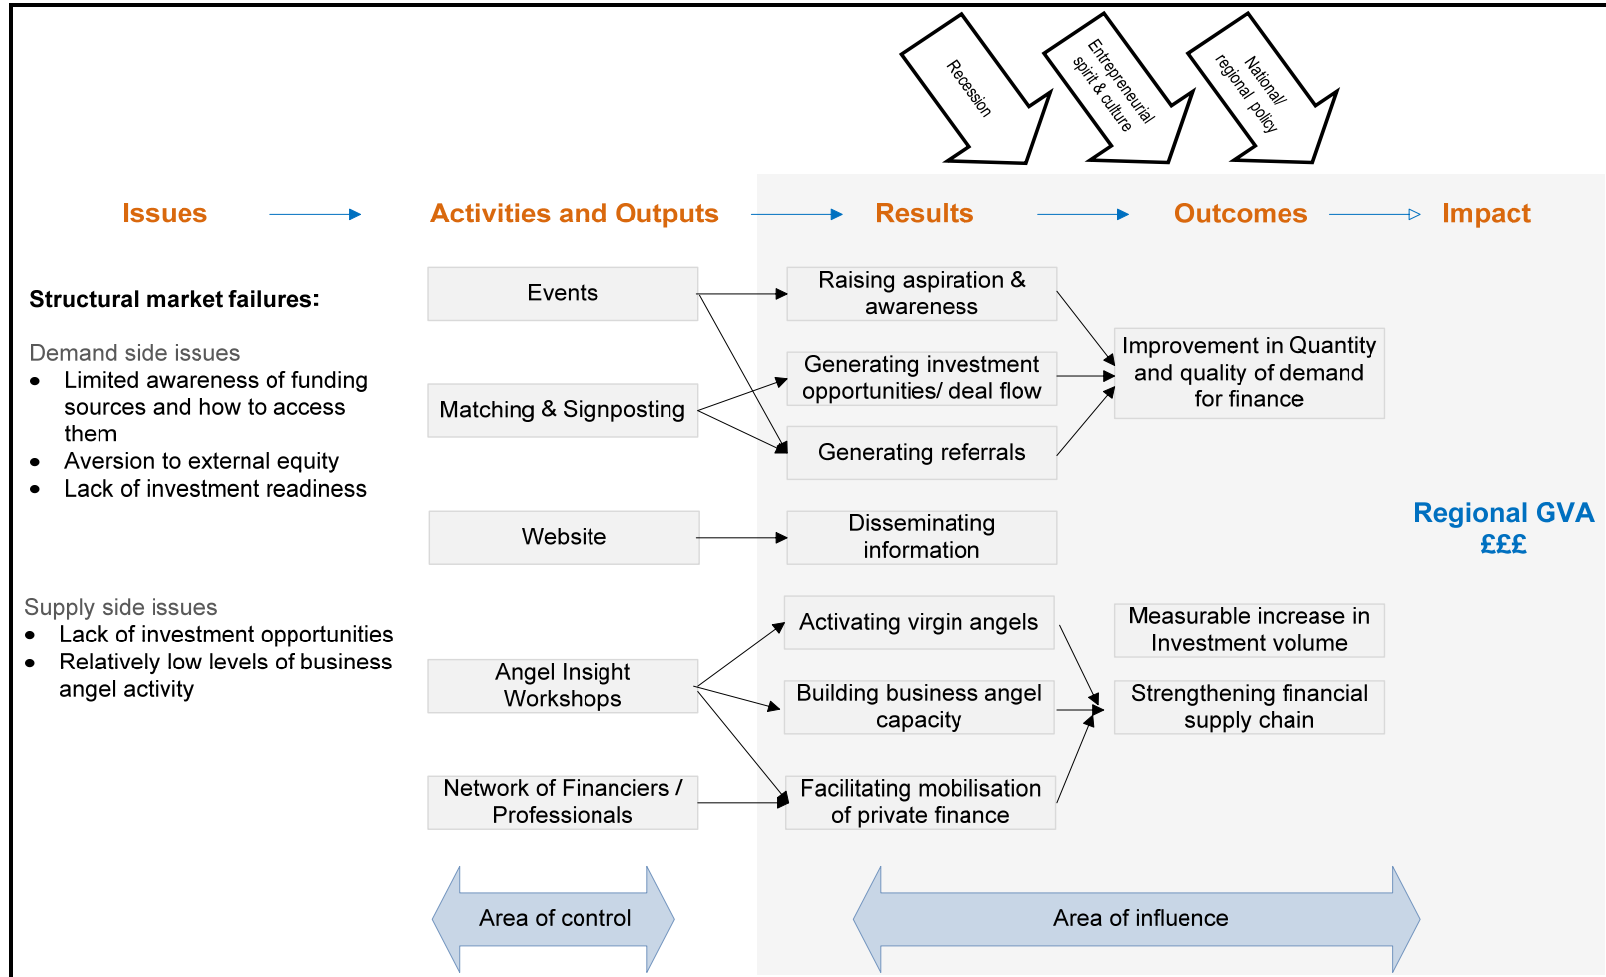 Recession
Entrepreneurial
spirit & culture
National/
regional policy
Issues
Activities and Outputs
Results
Outcomes
Impact
Structural market failures:
Demand side issues
• Limited awareness of funding
sources and how to access
them
• Aversion to external equity
• Lack of investment readiness
Supply side issues
• Lack of investment opportunities
• Relatively low levels of business
angel activity
Events
Matching & Signposting
Website
Angel Insight
Workshops
Network of Financiers /
Professionals
Raising aspiration &
awareness
Generating investment
opportunities/ deal flow
Generating referrals
Disseminating
information
Activating virgin angels
Building business angel
capacity
Facilitating mobilisation
of private finance
Improvement in Quantity
and quality of demand
for finance
Measurable increase in
Investment volume
Strengthening financial
supply chain
Regional GVA
£££
Area of control
Area of influence